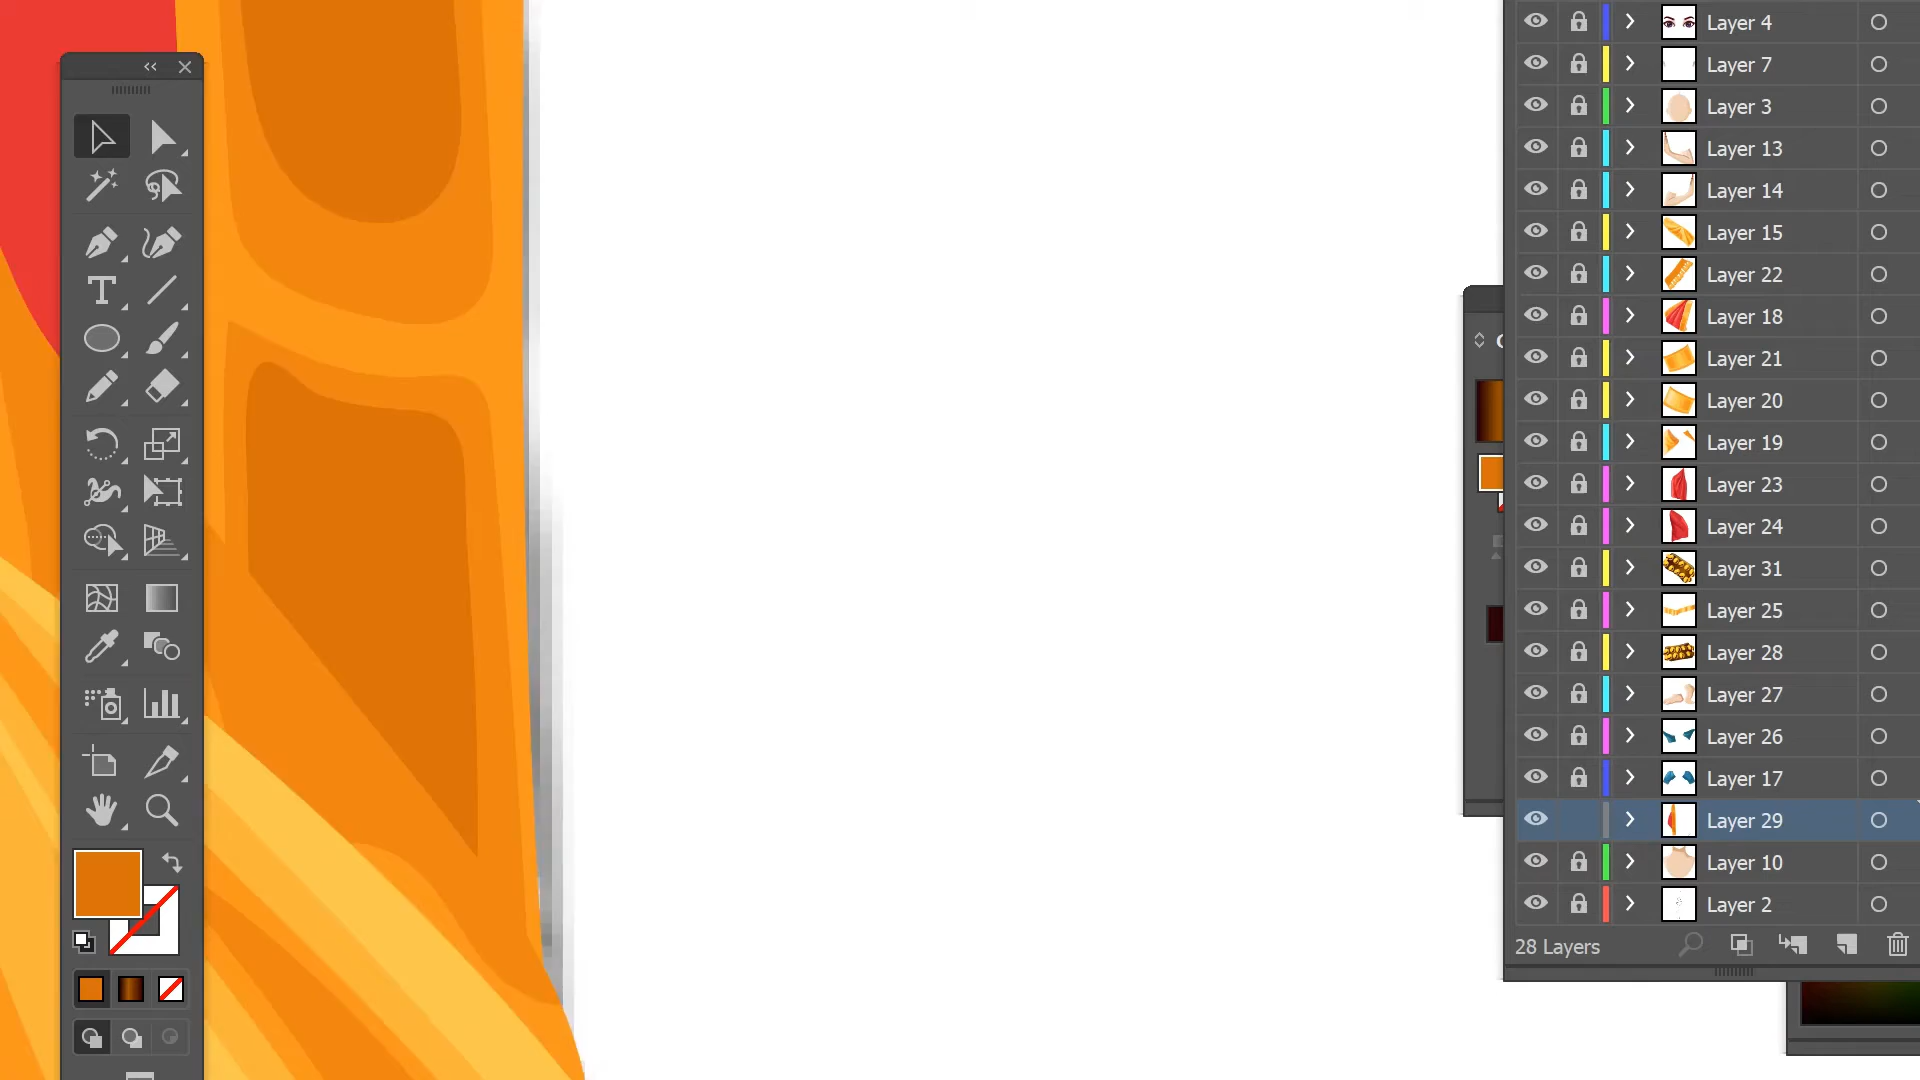 Layer 4
Layer 7
Layer 3
Layer 13
Layer 14
Layer 15
Layer 22
Layer 18
Layer 21
Layer 20
Layer 19
Layer 23
Layer 24
Layer 31
Layer 25
Layer 28
Layer 27
Layer 26
Layer 17
Layer 29
Layer 10
Layer 2
28 Layers